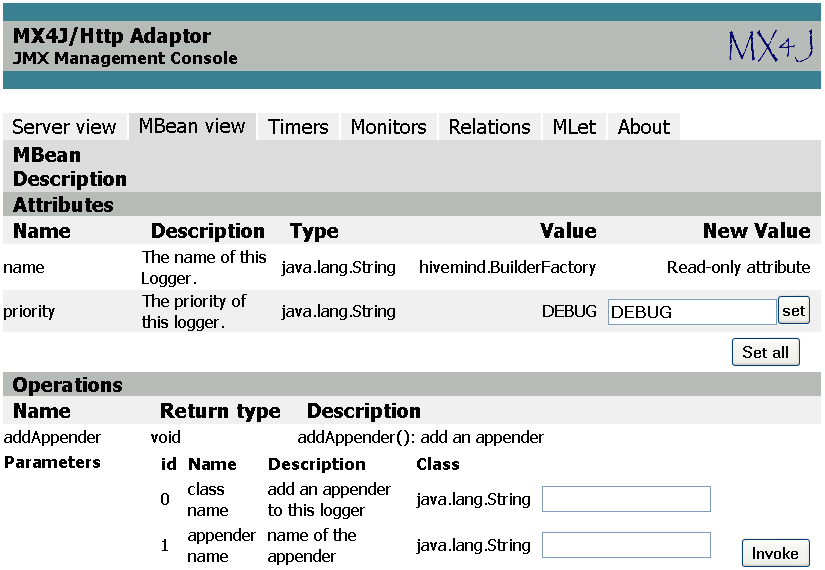 MX4J/Http Adaptor
JMX Management Console
MX4J
Server view MBean view Timers Monitors Relations MLet About
MBean
Description
Attributes
Name Description Type Value New Value
name The name of this Logger. java.lang.String hivemind.BuilderFactory Read-only attribute
priority The priority of this logger. java.lang.String DEBUG DEBUG set
Set all
Operations
Name Return type Description
addAppender void addAppender(): add an appender
Parameters id Name Description Class
0 class name add an appender to this logger java.lang.String
1 appender name name of the appender java.lang.String Invoke